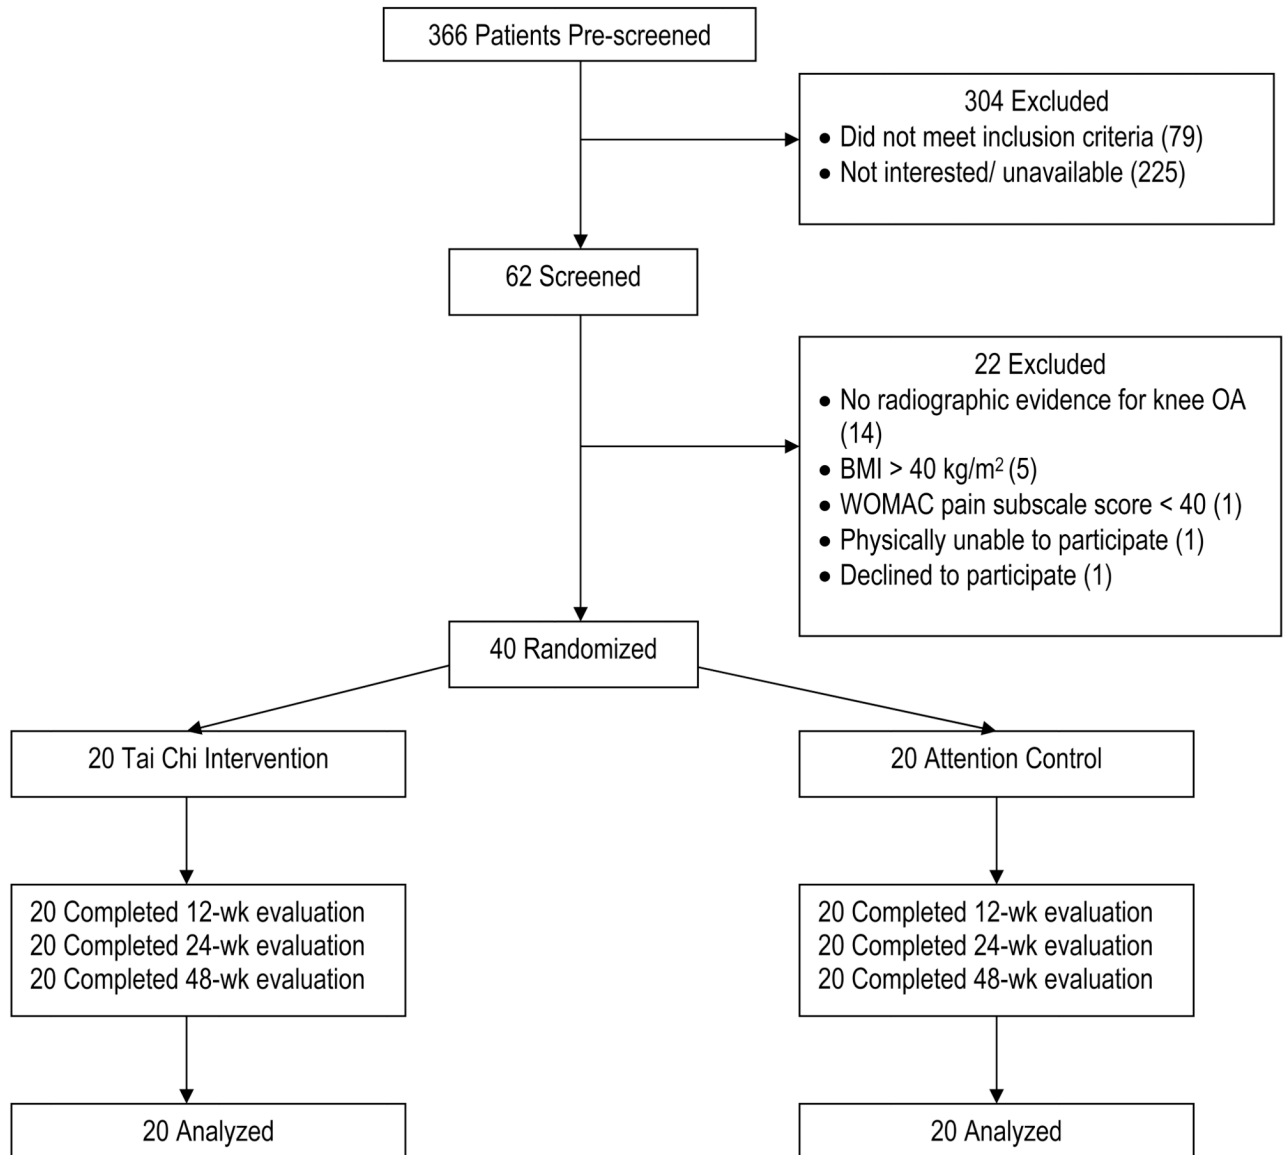 366 Patients Pre-screened
304 Excluded
• Did not meet inclusion criteria (79)
• Not interested/ unavailable (225)
62 Screened
22 Excluded
• No radiographic evidence for knee OA
(14)
• BMI > 40 kg/m² (5)
• WOMAC pain subscale score < 40 (1)
• Physically unable to participate (1)
• Declined to participate (1)
40 Randomized
20 Tai Chi Intervention
20 Attention Control
20 Completed 12-wk evaluation
20 Completed 24-wk evaluation
20 Completed 48-wk evaluation
20 Completed 12-wk evaluation
20 Completed 24-wk evaluation
20 Completed 48-wk evaluation
20 Analyzed
20 Analyzed